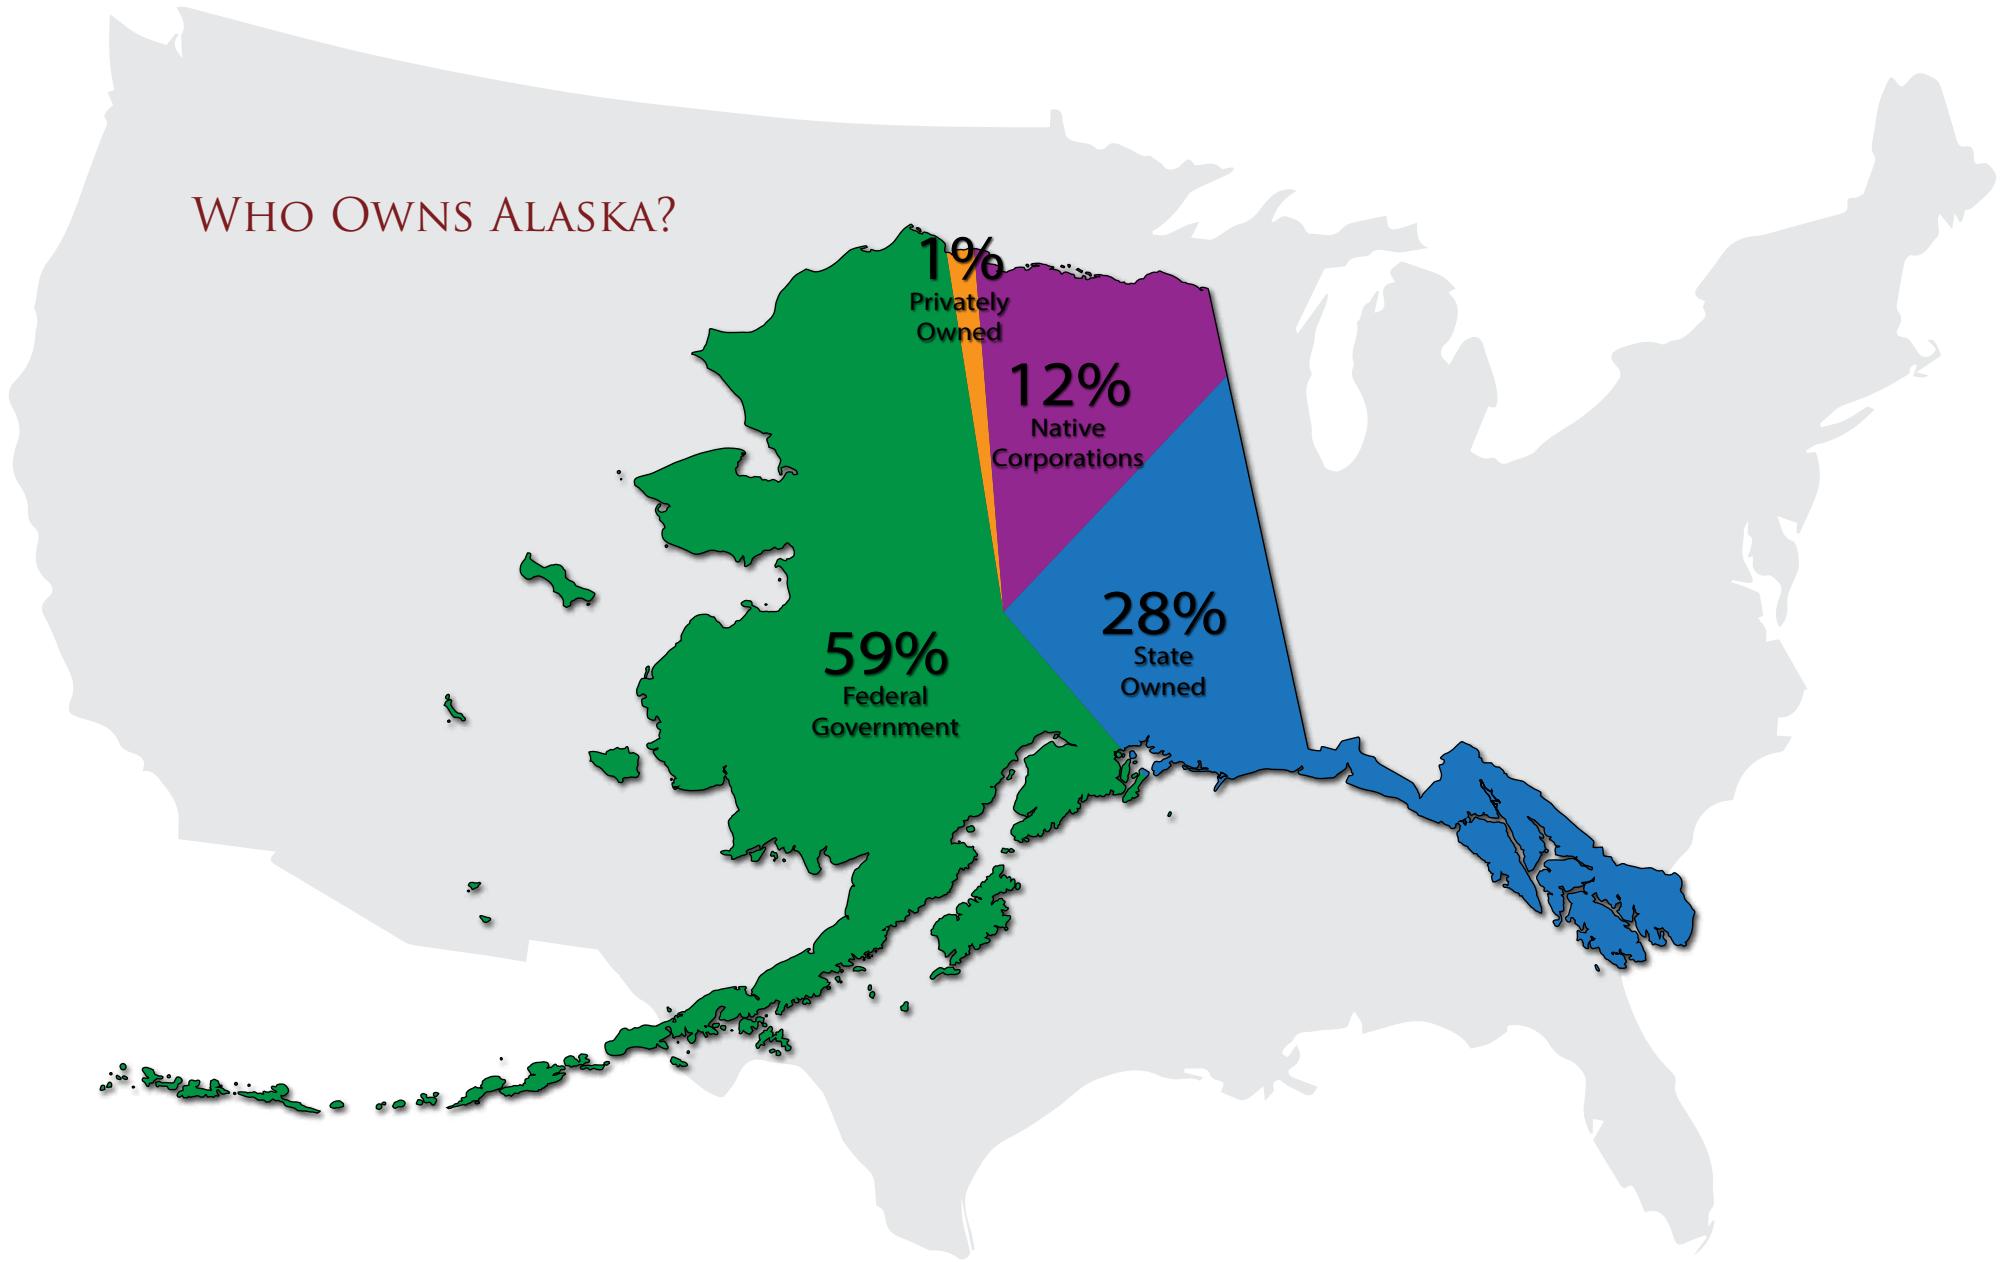 Who Owns Alaska?
1%
Privately
Owned
12%
Native
Corporations
28%
State
Owned
59%
Federal
Government